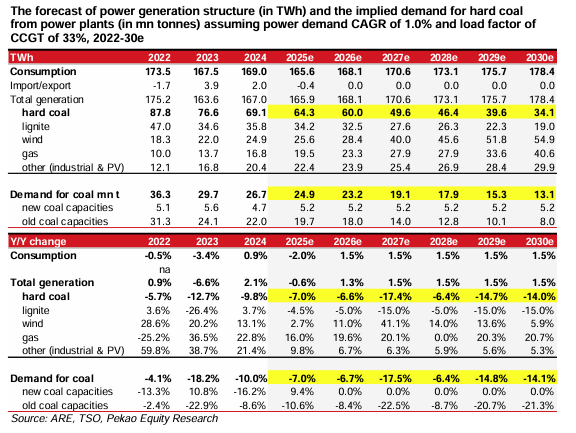 The forecast of power generation structure (in TWh) and the implied demand for hard coal
from power plants (in mn tonnes) assuming power demand CAGR of 1.0% and load factor of
CCGT of 33%, 2022-30e
TWh 2022 2023 2024 2025e 2026e 2027e 2028e 2029e 2030e
Consumption 173.5 167.5 169.0 165.6 168.1 170.6 173.1 175.7 178.4
Import/export -1.7 3.9 2.0 -0.4 0.0 0.0 0.0 0.0 0.0
Total generation 175.2 163.6 167.0 165.9 168.1 170.6 173.1 175.7 178.4
hard coal 87.8 76.6 69.1 64.3 60.0 49.6 46.4 39.6 34.1
lignite 47.0 34.6 35.8 34.2 32.5 27.6 26.3 22.3 19.0
wind 18.3 22.0 24.9 25.6 28.4 40.0 45.6 51.8 54.9
gas 10.0 13.7 16.8 19.5 23.3 27.9 27.9 33.6 40.6
other (industrial & PV) 12.1 16.8 20.4 22.4 23.9 25.4 26.9 28.4 29.9
Demand for coal mn t 36.3 29.7 26.7 24.9 23.2 19.1 17.9 15.3 13.1
new coal capacities 5.1 5.6 4.7 5.2 5.2 5.2 5.2 5.2 5.2
old coal capacities 31.3 24.1 22.0 19.7 18.0 14.0 12.8 10.1 8.0
Y/Y change 2022 2023 2024 2025e 2026e 2027e 2028e 2029e 2030e
Consumption -0.5% -3.4% 0.9% -2.0% 1.5% 1.5% 1.5% 1.5% 1.5%
na
Total generation 0.9% -6.6% 2.1% -0.6% 1.3% 1.5% 1.5% 1.5% 1.5%
hard coal -5.7% -12.7% -9.8% -7.0% -6.6% -17.4% -6.4% -14.7% -14.0%
lignite 3.6% -26.4% 3.7% -4.5% -5.0% -15.0% -5.0% -15.0% -15.0%
wind 28.6% 20.2% 13.1% 2.7% 11.0% 41.1% 14.0% 13.6% 5.9%
gas -25.2% 36.5% 22.8% 16.0% 19.6% 20.1% 0.0% 20.3% 20.7%
other (industrial & PV) 59.8% 38.7% 21.4% 9.8% 6.7% 6.3% 5.9% 5.6% 5.3%
Demand for coal -4.1% -18.2% -10.0% -7.0% -6.7% -17.5% -6.4% -14.8% -14.1%
new coal capacities -13.3% 10.8% -16.2% 9.4% 0.0% 0.0% 0.0% 0.0% 0.0%
old coal capacities -2.4% -22.9% -8.6% -10.6% -8.4% -22.5% -8.7% -20.7% -21.3%
Source: ARE, TSO, Pekao Equity Research